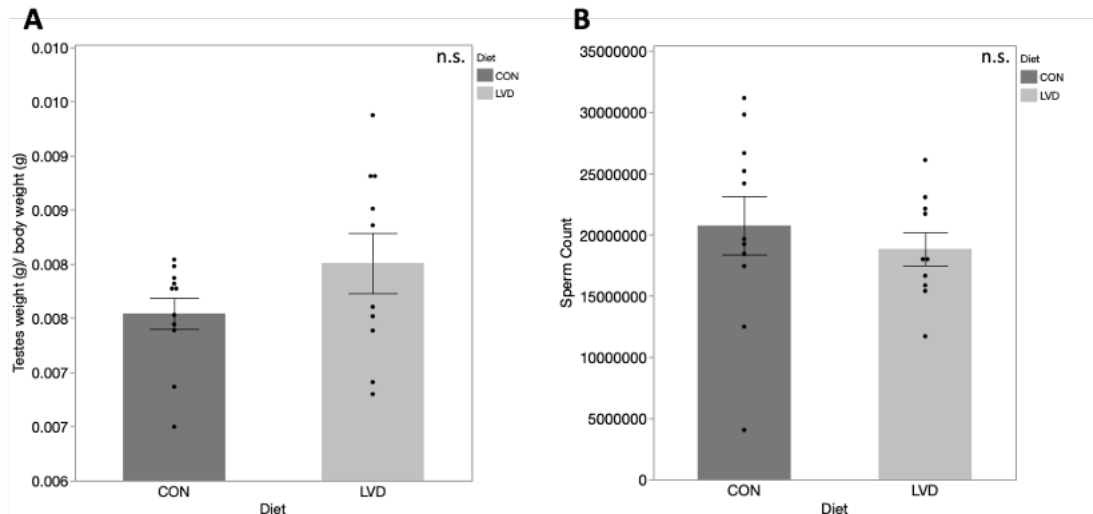 A
n.s.
Diet
CON
LVD
Testes weight (g)/ body weight (g)
0.010
0.010
0.009
0.009
0.008
0.008
0.007
0.007
0.006
CON
LVD
Diet
B
n.s.
Diet
CON
LVD
Sperm Count
35000000
30000000
25000000
20000000
15000000
10000000
5000000
0
CON
LVD
Diet